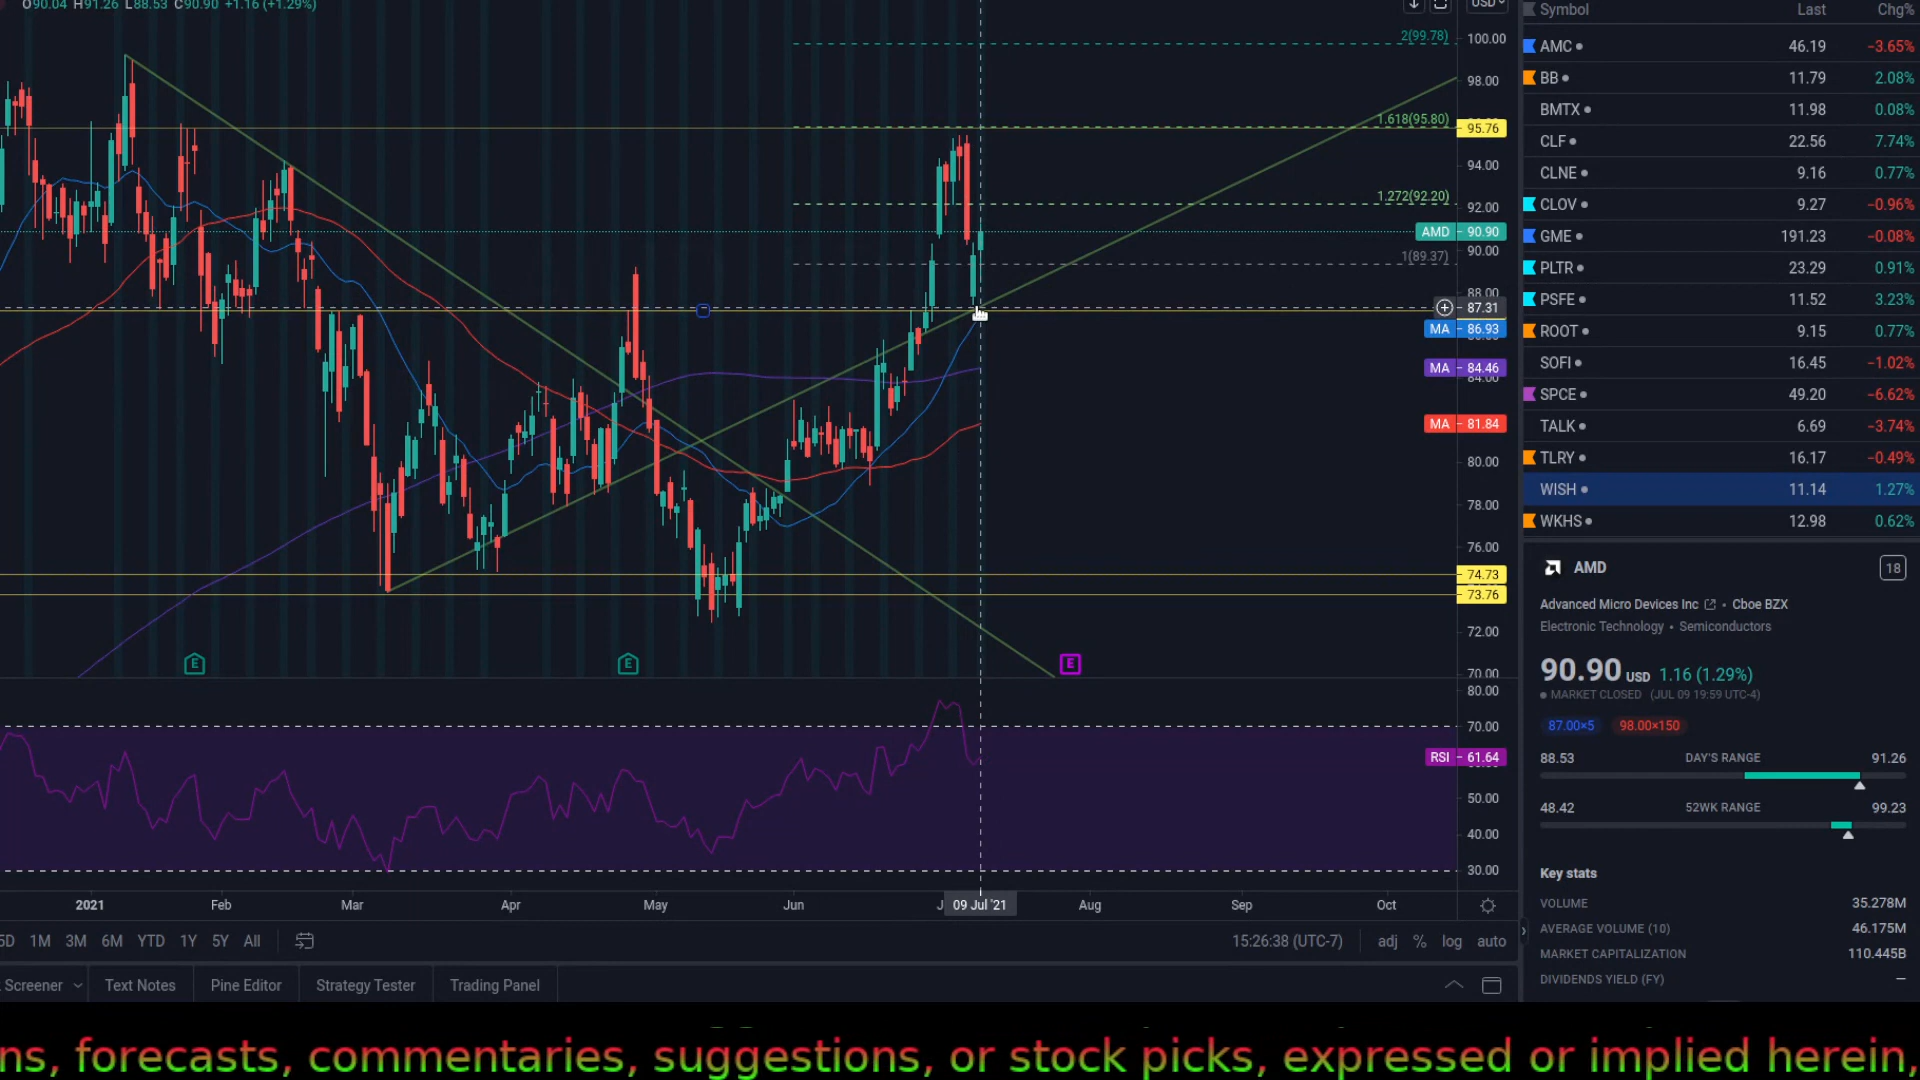 O90.04 H91.26 L88.53 C90.90 +1.16 (+1.29%)
USD
Symbol Last Chg%
AMC 46.19 −3.65%
BB 11.79 2.08%
BMTX 11.98 0.08%
CLF 22.56 7.74%
CLNE 9.16 0.77%
CLOV 9.27 −0.96%
GME 191.23 −0.08%
PLTR 23.29 0.91%
PSFE 11.52 3.23%
ROOT 9.15 0.77%
SOFI 16.45 −1.02%
SPCE 49.20 −6.62%
TALK 6.69 −3.74%
TLRY 16.17 −0.49%
WISH 11.14 1.27%
WKHS 12.98 0.62%
2(99.78)
100.00
98.00
1.618(95.80)
95.76
94.00
1.272(92.20)
92.00
AMD 90.90
90.00
1(89.37)
88.00
87.31
MA 86.93
MA 84.46
84.00
MA 81.84
80.00
78.00
76.00
74.73
73.76
72.00
70.00
E E E
80.00
70.00
RSI 61.64
50.00
40.00
30.00
2021 Feb Mar Apr May Jun 09 Jul '21 Aug Sep Oct
5D 1M 3M 6M YTD 1Y 5Y All
15:26:38 (UTC-7) adj % log auto
Screener Text Notes Pine Editor Strategy Tester Trading Panel
AMD 18
Advanced Micro Devices Inc • Cboe BZX
Electronic Technology • Semiconductors
90.90 USD 1.16 (1.29%)
MARKET CLOSED (JUL 09 19:59 UTC-4)
87.00×5 98.00×150
88.53 DAY'S RANGE 91.26
48.42 52WK RANGE 99.23
Key stats
VOLUME 35.278M
AVERAGE VOLUME (10) 46.175M
MARKET CAPITALIZATION 110.445B
DIVIDENDS YIELD (FY) —
ns, forecasts, commentaries, suggestions, or stock picks, expressed or implied herein,